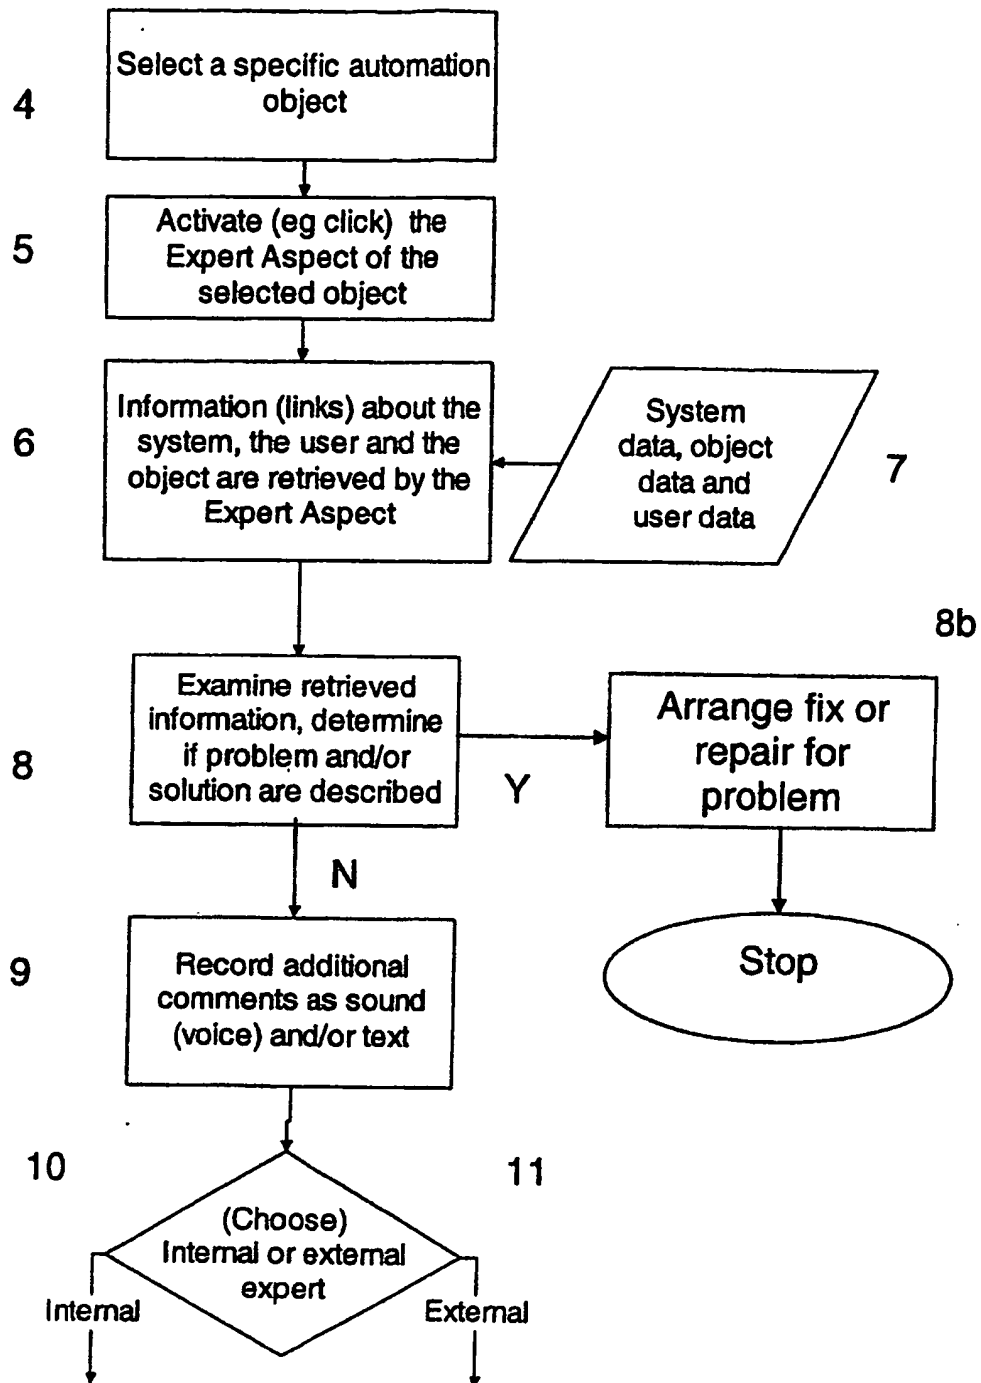 Select a specific automation
object
4
Activate (eg click) the
Expert Aspect of the
selected object
5
Information (links) about the
system, the user and the
object are retrieved by the
Expert Aspect
6
System
data, object
data and
user data
7
8b
Examine retrieved
information, determine
if problem and/or
solution are described
8
Y
Arrange fix or
repair for
problem
N
Stop
9
Record additional
comments as sound
(voice) and/or text
10
11
(Choose)
Internal or external
expert
Internal
External